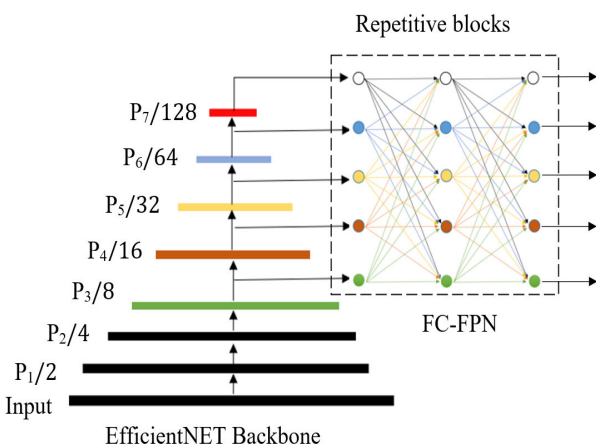 Repetitive blocks
P₇/128
P₆/64
P₅/32
P₄/16
P₃/8
P₂/4
P₁/2
Input
FC-FPN
EfficientNET Backbone